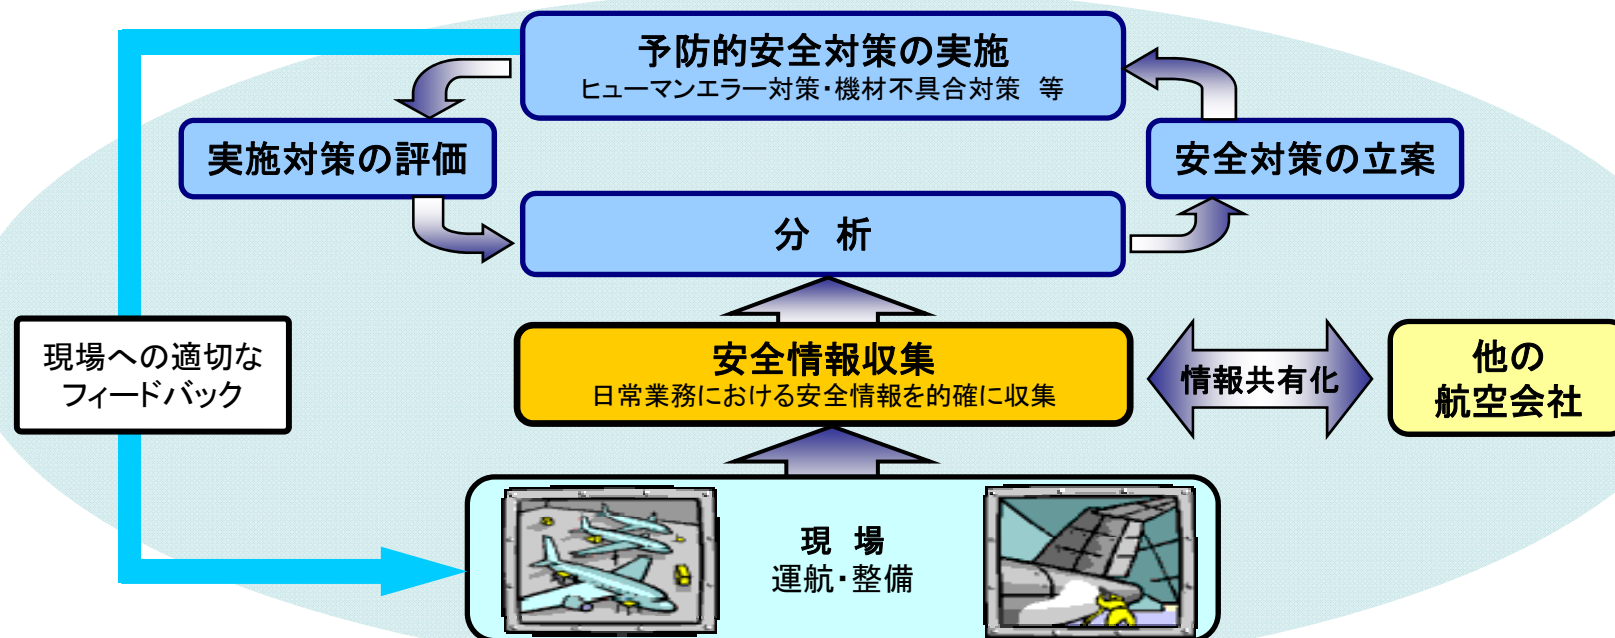 予防的安全対策の実施
ヒューマンエラー対策・機材不具合対策　等
実施対策の評価
安全対策の立案
分　析
現場への適切な
フィードバック
安全情報収集
日常業務における安全情報を的確に収集
情報共有化
他の
航空会社
現　場
運航・整備